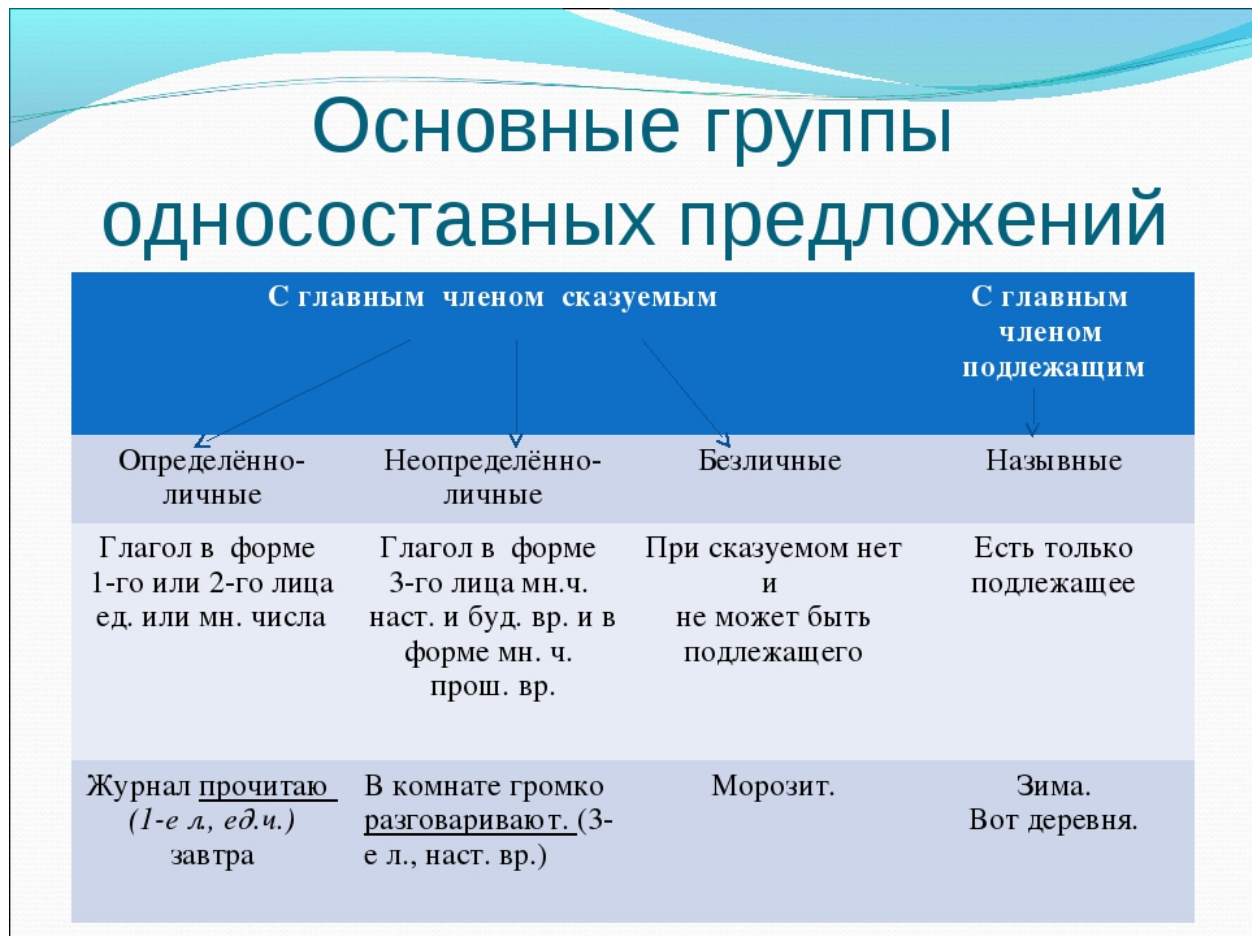 Основные группы
односоставных предложений
С главным членом сказуемым
С главным
членом
подлежащим
Определённо-
личные
Неопределённо-
личные
Безличные
Назывные
Глагол в форме
1-го или 2-го лица
ед. или мн. числа
Глагол в форме
3-го лица мн.ч.
наст. и буд. вр. и в
форме мн. ч.
прош. вр.
При сказуемом нет
и
не может быть
подлежащего
Есть только
подлежащее
Журнал прочитаю
(1-е л., ед.ч.)
завтра
В комнате громко
разговаривают. (3-
е л., наст. вр.)
Морозит.
Зима.
Вот деревня.